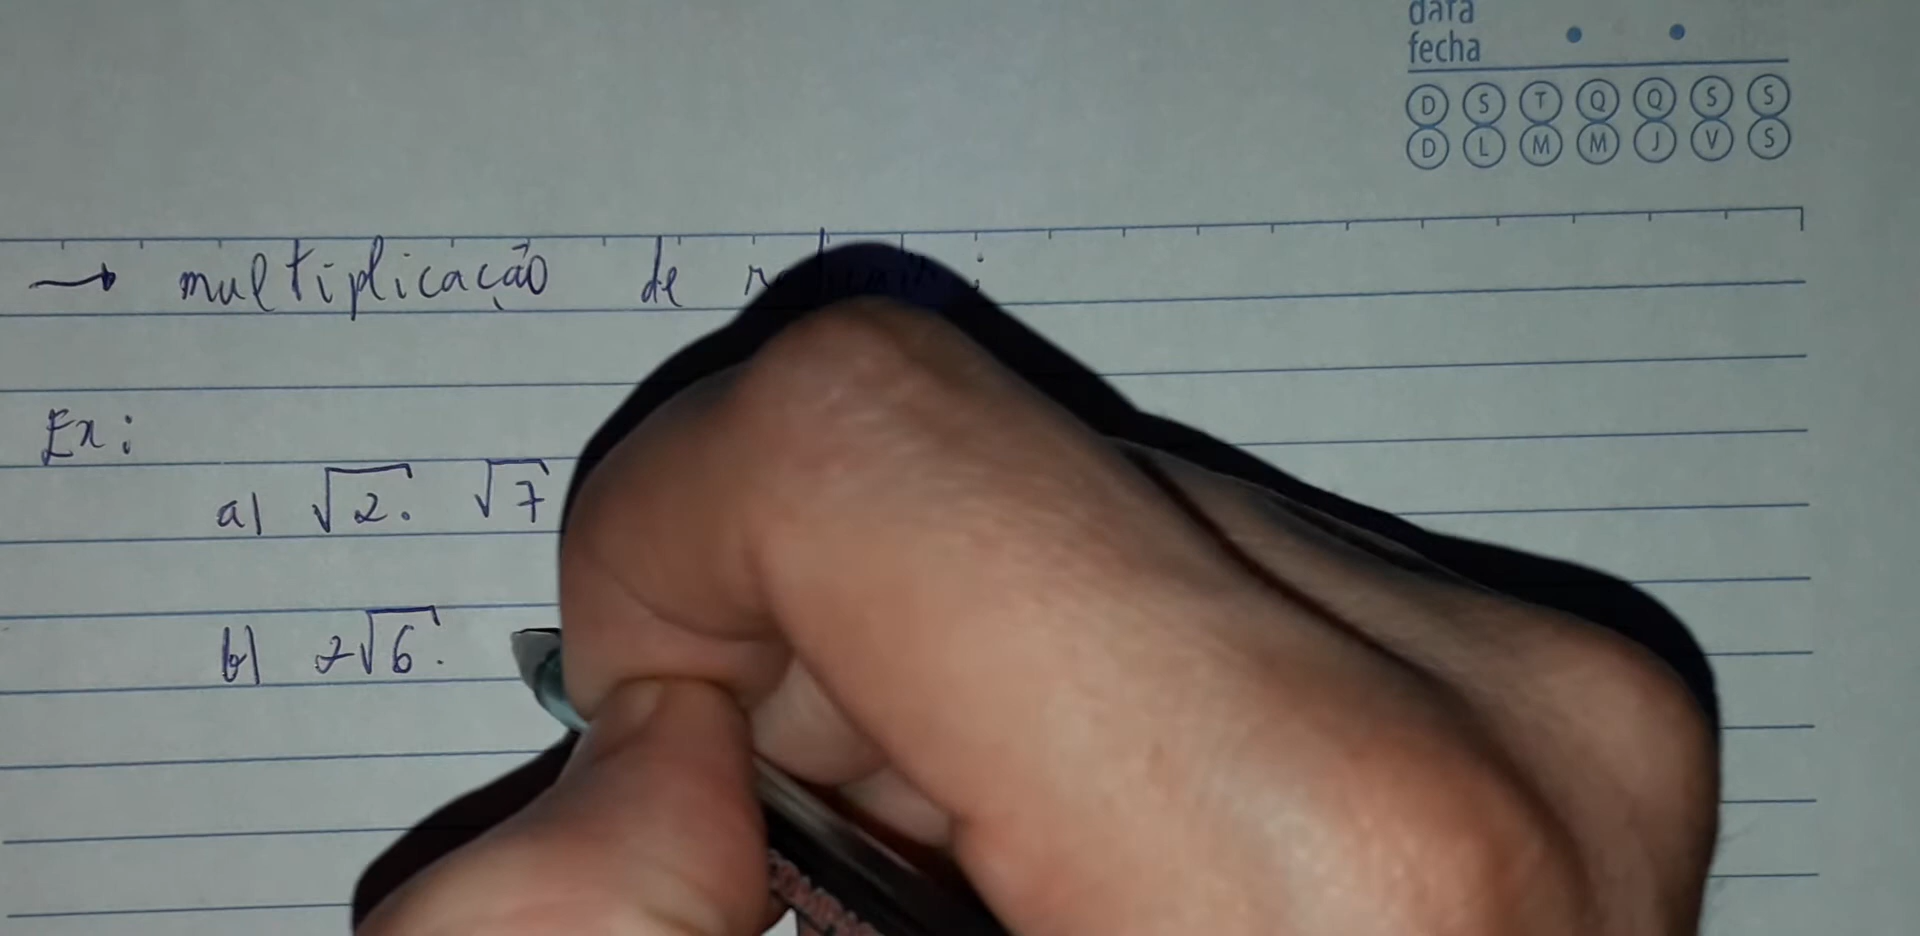 data
fecha
D S T Q Q S S
D L M M J V S
→ multiplicação de
Ex:
a) √2. √7
b) 2√6.